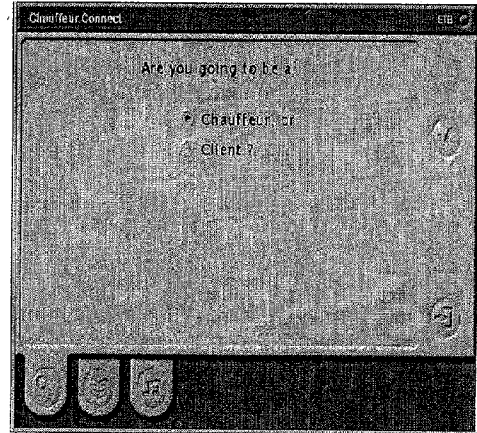 Chauffeur Connect
ETB
Are you going to be a:
Chauffeur, or
Client ?